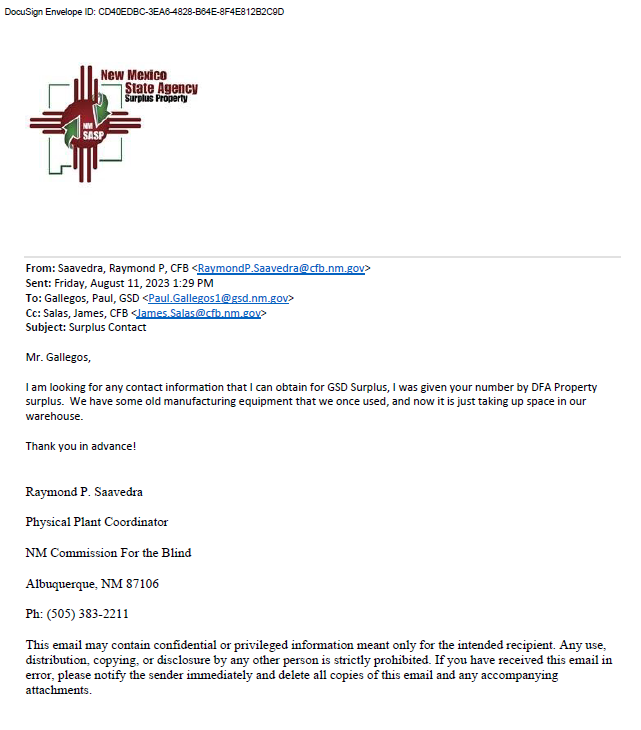 DocuSign Envelope ID: CD40EDBC-3EA6-4828-B64E-8F4E812B2C9D
New Mexico
State Agency
Surplus Property
NM
SASP
From: Saavedra, Raymond P, CFB <RaymondP.Saavedra@cfb.nm.gov>
Sent: Friday, August 11, 2023 1:29 PM
To: Gallegos, Paul, GSD <Paul.Gallegos1@gsd.nm.gov>
Cc: Salas, James, CFB <James.Salas@cfb.nm.gov>
Subject: Surplus Contact
Mr. Gallegos,
I am looking for any contact information that I can obtain for GSD Surplus, I was given your number by DFA Property
surplus.  We have some old manufacturing equipment that we once used, and now it is just taking up space in our
warehouse.
Thank you in advance!
Raymond P. Saavedra
Physical Plant Coordinator
NM Commission For the Blind
Albuquerque, NM 87106
Ph: (505) 383-2211
This email may contain confidential or privileged information meant only for the intended recipient. Any use,
distribution, copying, or disclosure by any other person is strictly prohibited. If you have received this email in
error, please notify the sender immediately and delete all copies of this email and any accompanying
attachments.